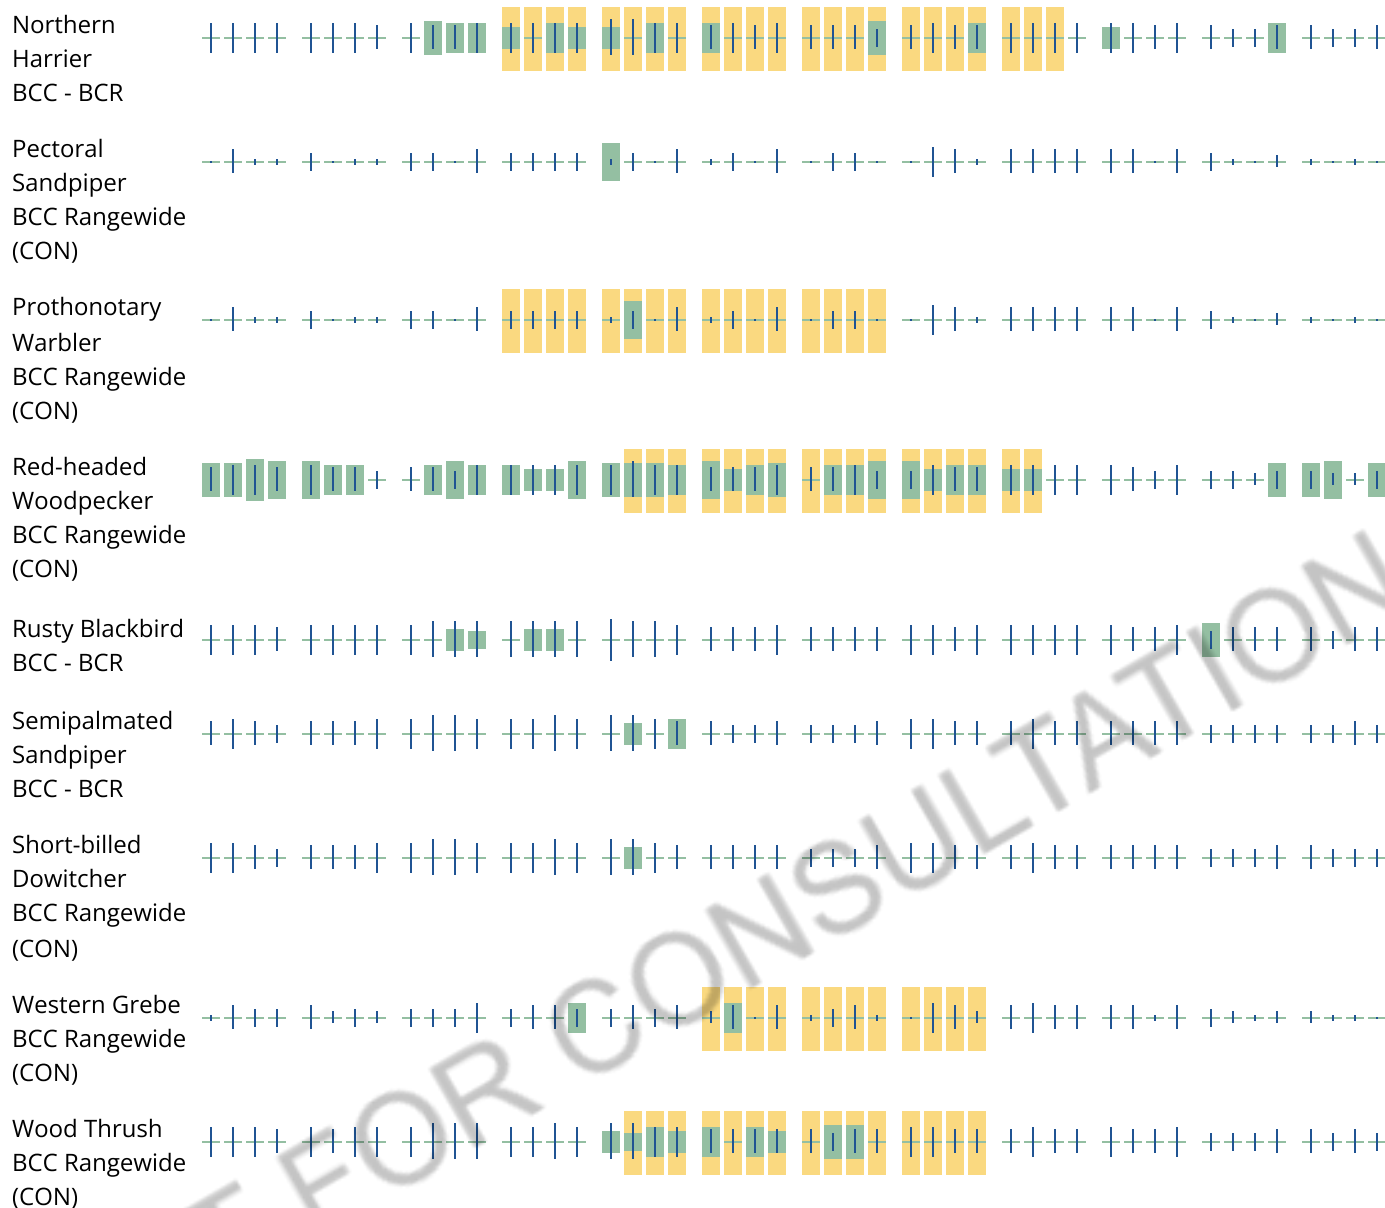 Northern
Harrier
BCC - BCR
Pectoral
Sandpiper
BCC Rangewide
(CON)
Prothonotary
Warbler
BCC Rangewide
(CON)
Red-headed
Woodpecker
BCC Rangewide
(CON)
Rusty Blackbird
BCC - BCR
Semipalmated
Sandpiper
BCC - BCR
Short-billed
Dowitcher
BCC Rangewide
(CON)
Western Grebe
BCC Rangewide
(CON)
Wood Thrush
BCC Rangewide
(CON)
T FOR CONSULTATION